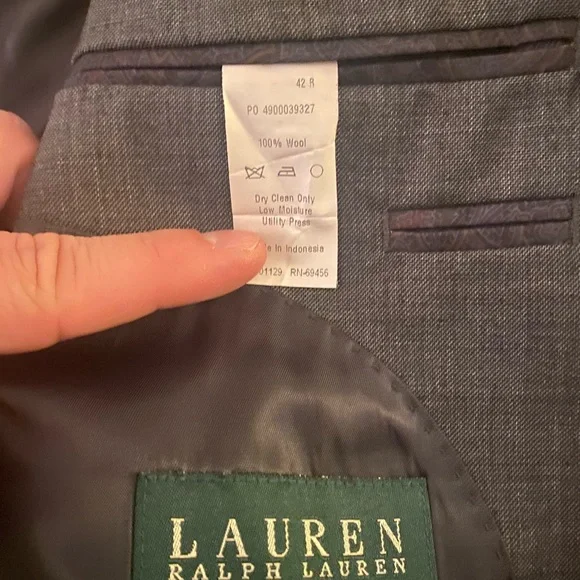 42 R
PO 4900039327
100% Wool
Dry Clean Only
Low Moisture
Utility Press
In Indonesia
01129 RN-69456
LAUREN
RALPH LAUREN